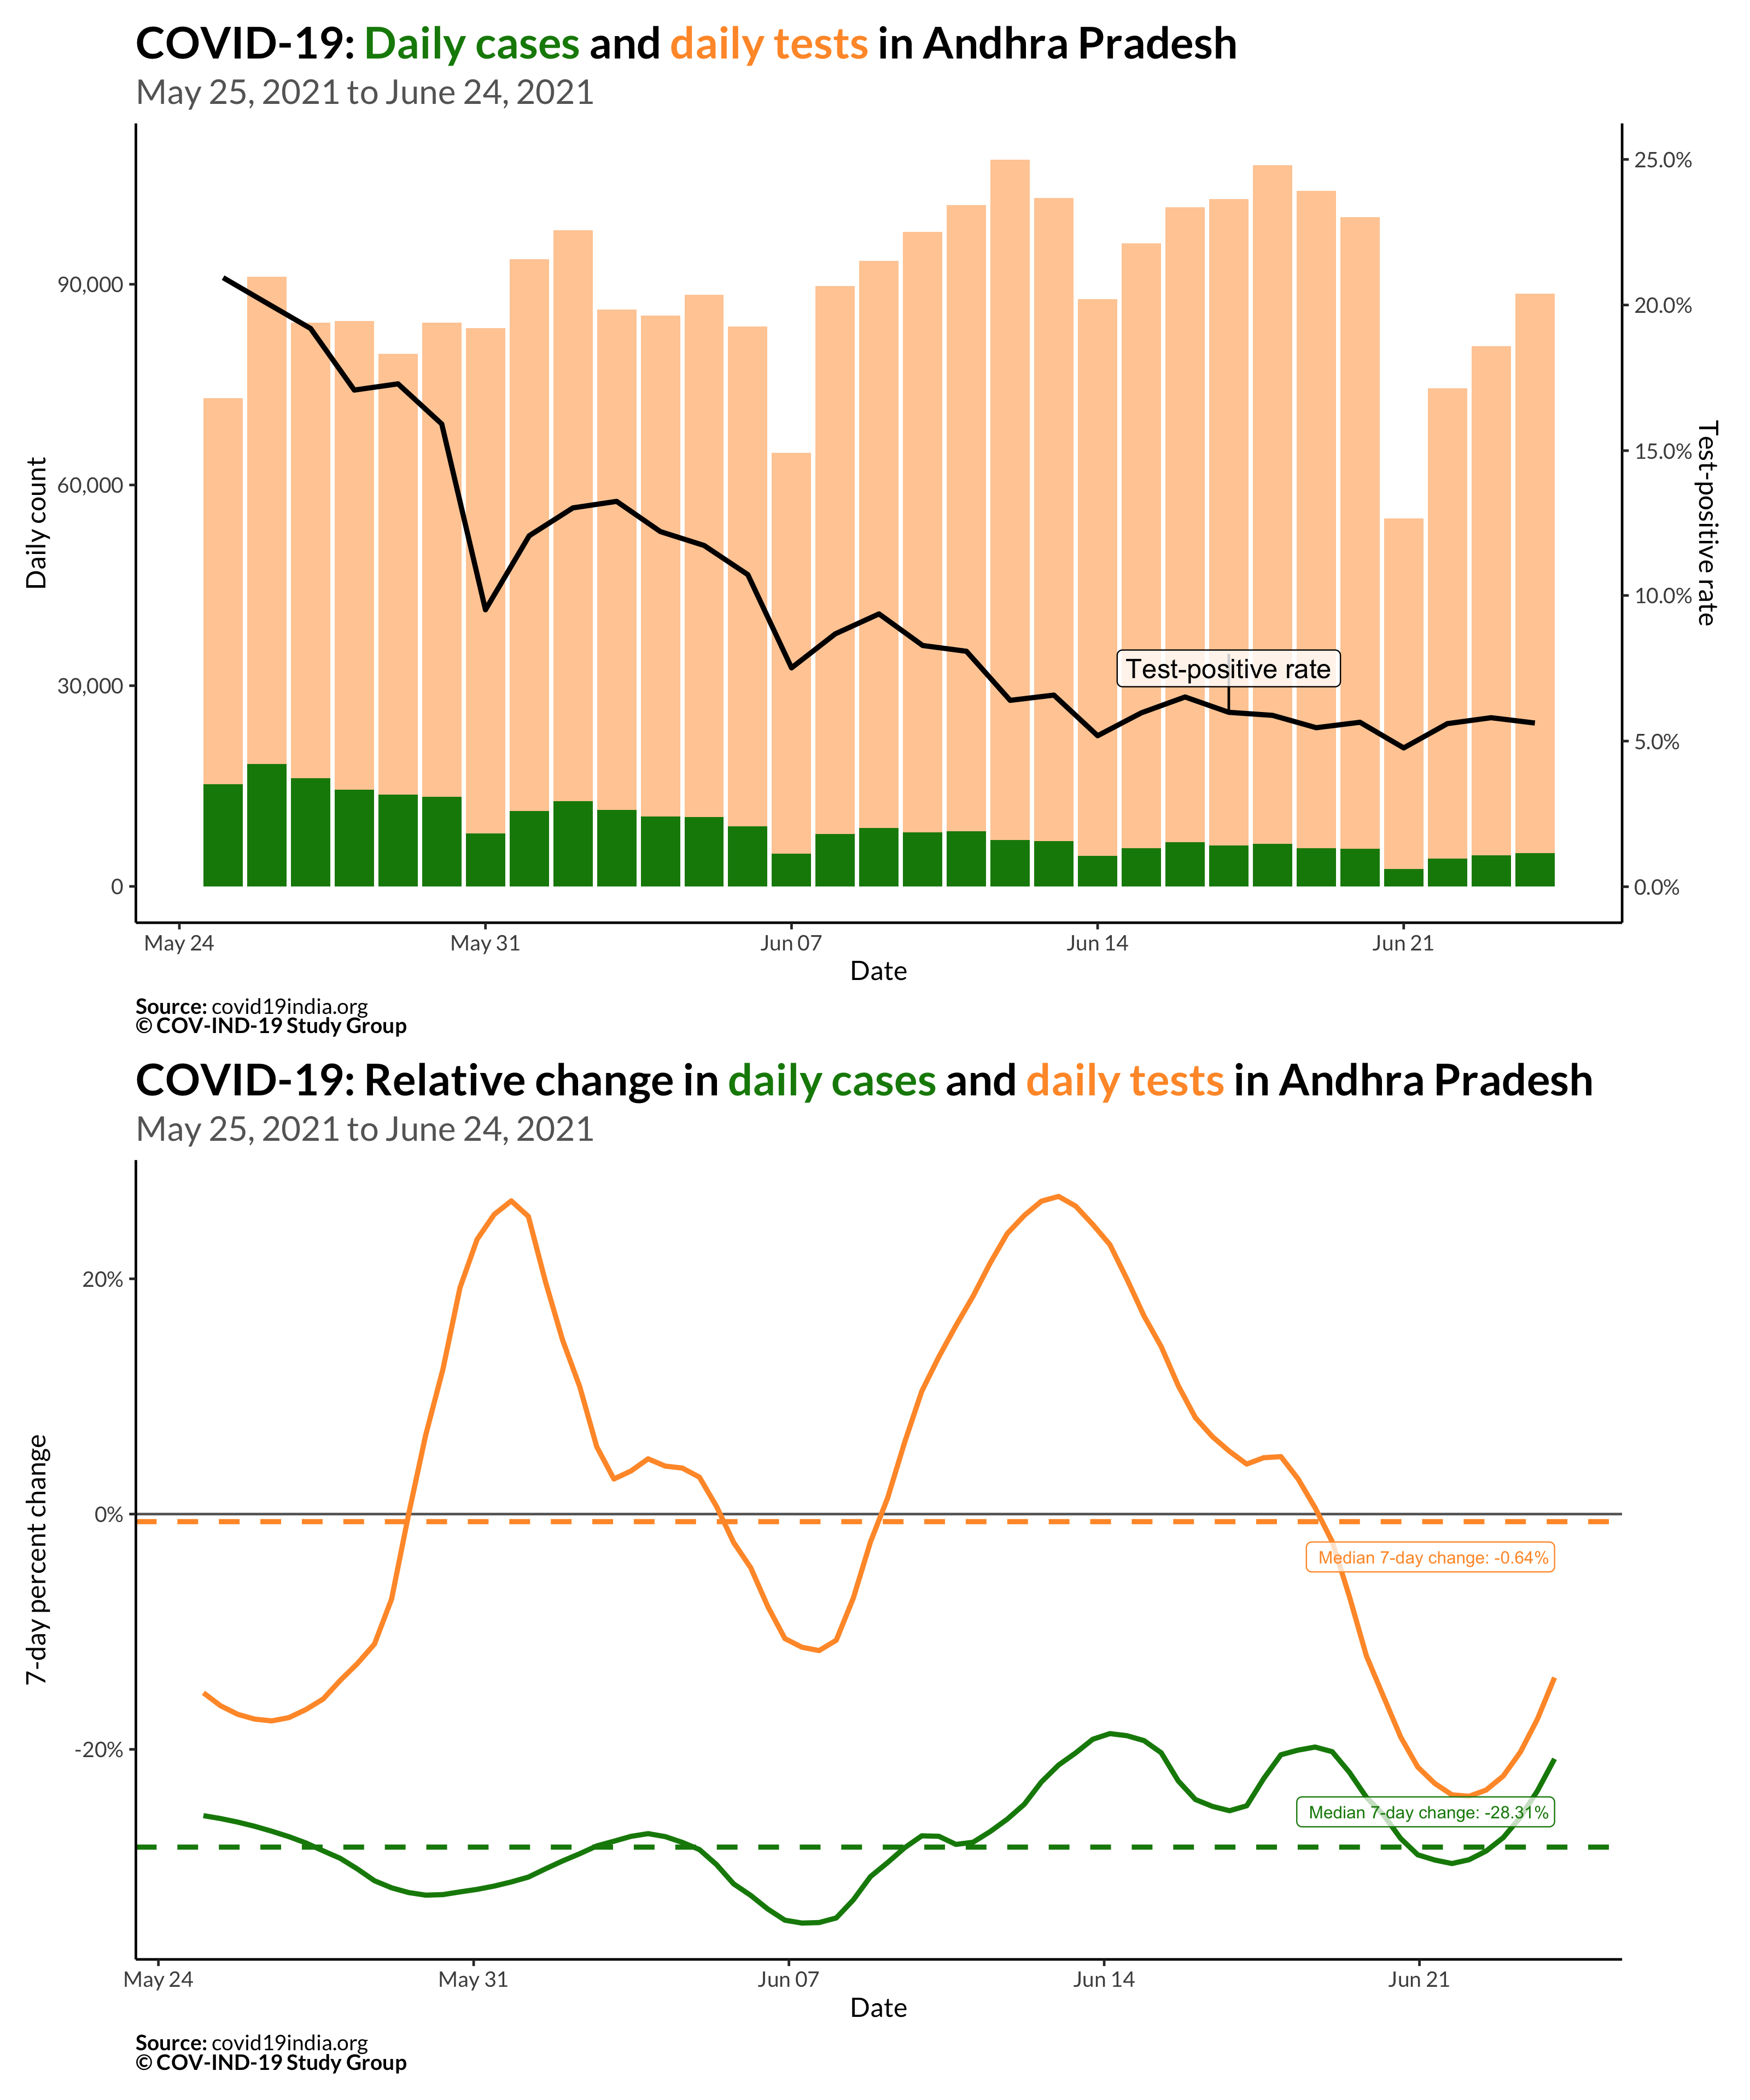 COVID-19: Daily cases and daily tests in Andhra Pradesh
May 25, 2021 to June 24, 2021
Daily count
90,000
60,000
30,000
0
25.0%
20.0%
15.0%
10.0%
5.0%
0.0%
Test-positive rate
Test-positive rate
May 24
May 31
Jun 07
Jun 14
Jun 21
Date
Source: covid19india.org
© COV-IND-19 Study Group
COVID-19: Relative change in daily cases and daily tests in Andhra Pradesh
May 25, 2021 to June 24, 2021
7-day percent change
20%
0%
-20%
Median 7-day change: -0.64%
Median 7-day change: -28.31%
May 24
May 31
Jun 07
Jun 14
Jun 21
Date
Source: covid19india.org
© COV-IND-19 Study Group